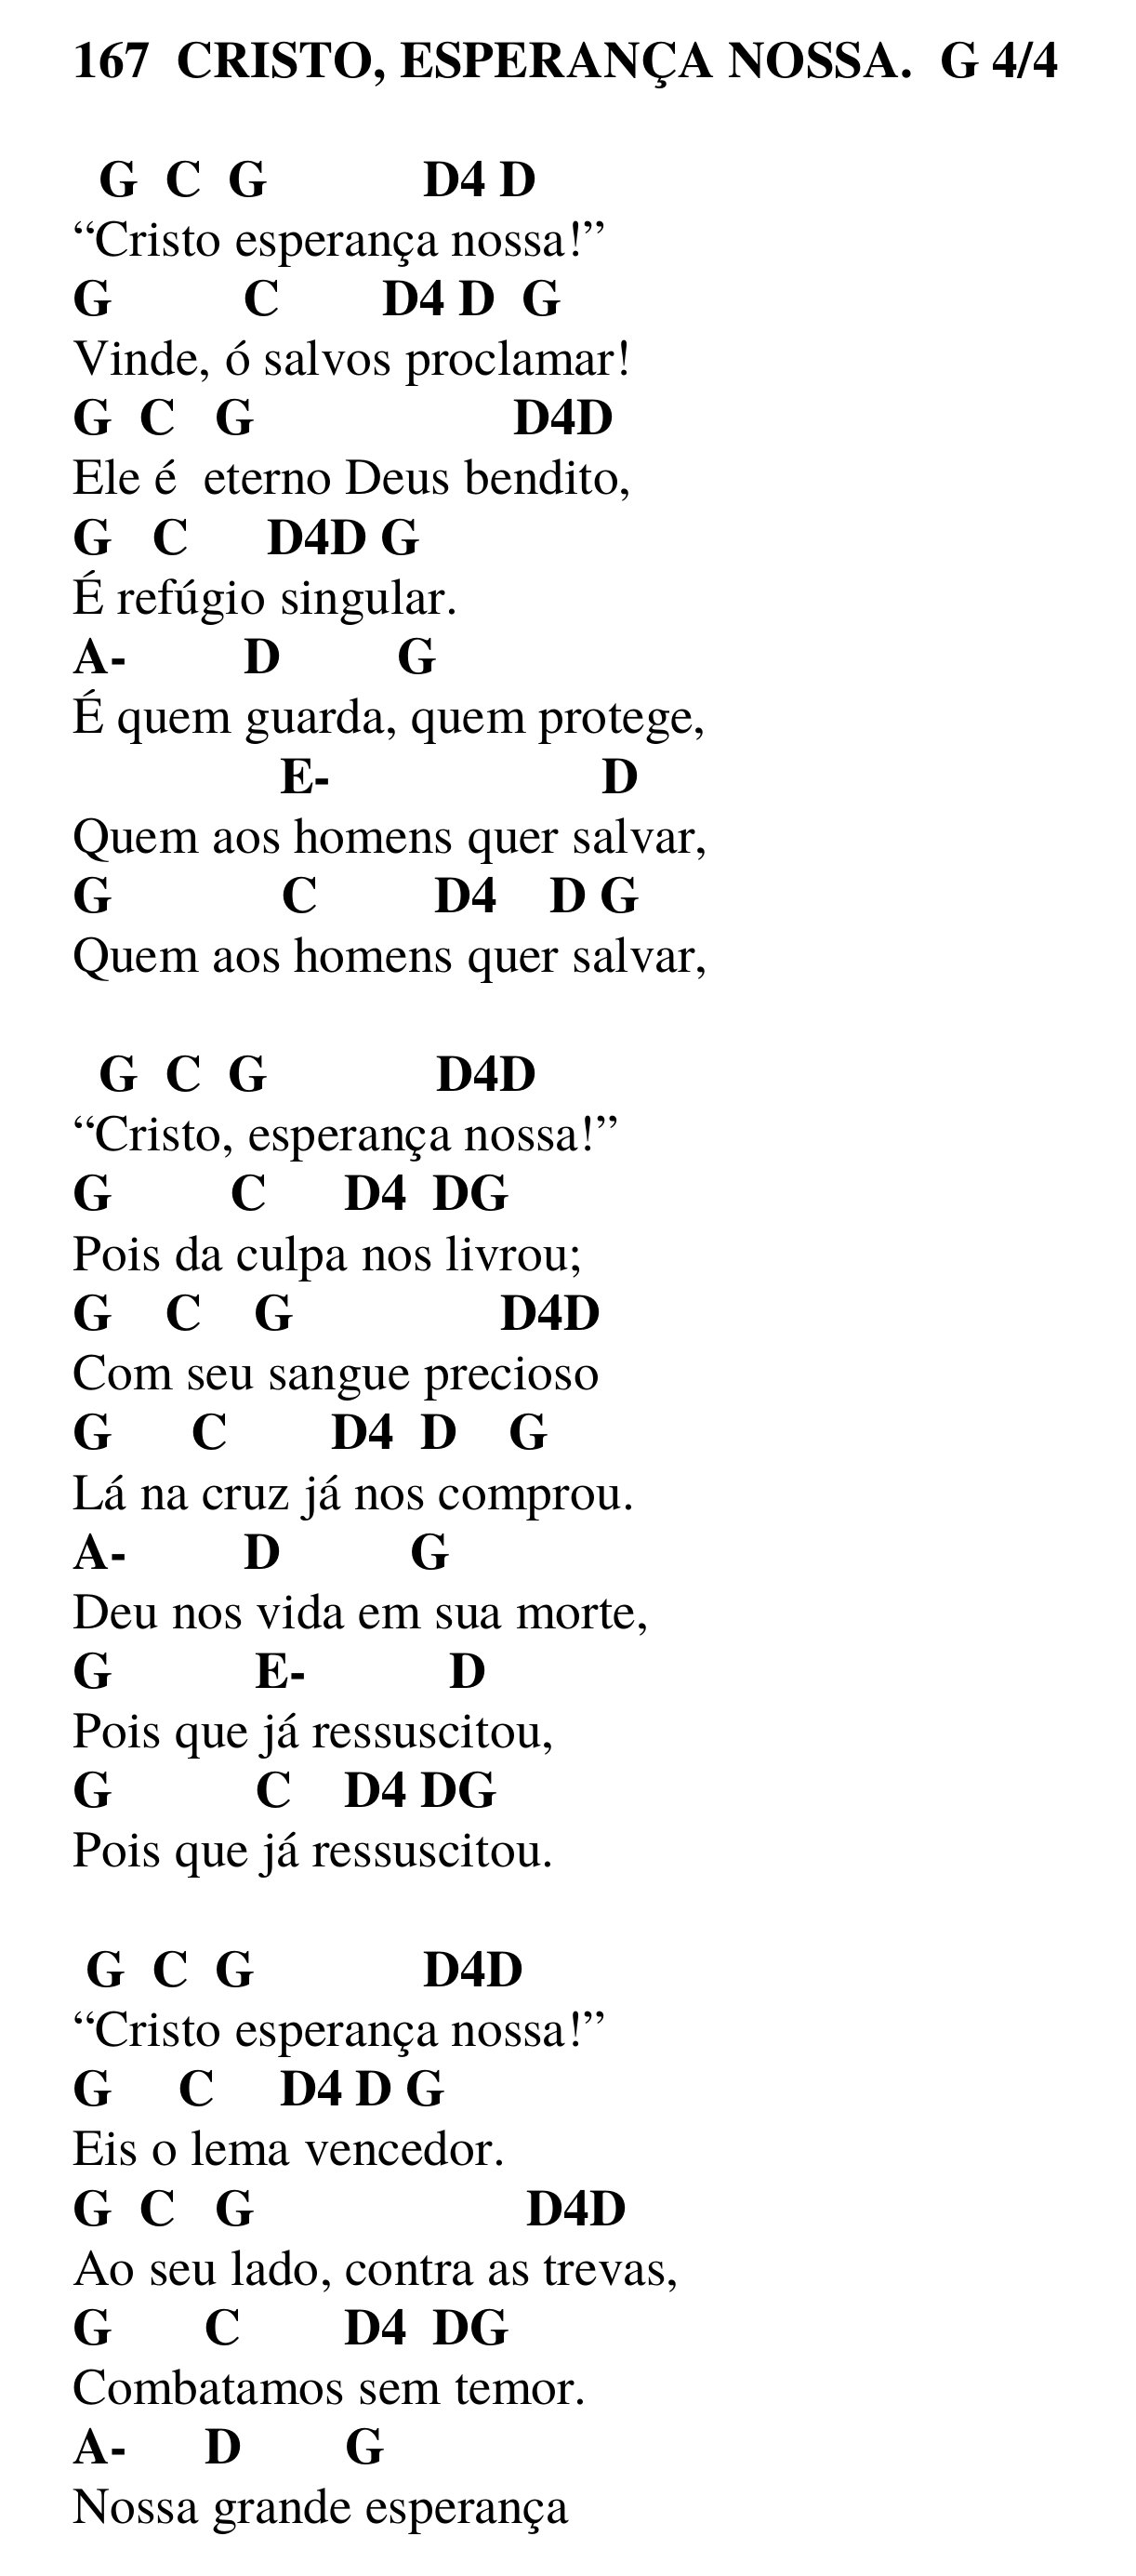 167  CRISTO, ESPERANÇA NOSSA.  G 4/4

  G  C  G            D4 D
“Cristo esperança nossa!”
G          C        D4 D  G
Vinde, ó salvos proclamar!
G  C   G                    D4D
Ele é  eterno Deus bendito,
G   C      D4D G
É refúgio singular.
A-         D         G
É quem guarda, quem protege,
                E-                     D
Quem aos homens quer salvar,
G             C         D4    D G
Quem aos homens quer salvar,

  G  C  G             D4D
“Cristo, esperança nossa!”
G         C      D4  DG
Pois da culpa nos livrou;
G    C    G                D4D
Com seu sangue precioso
G      C        D4  D    G
Lá na cruz já nos comprou.
A-         D          G
Deu nos vida em sua morte,
G           E-           D
Pois que já ressuscitou,
G           C    D4 DG
Pois que já ressuscitou.

 G  C  G             D4D
“Cristo esperança nossa!”
G     C     D4 D G
Eis o lema vencedor.
G  C   G                     D4D
Ao seu lado, contra as trevas,
G       C        D4  DG
Combatamos sem temor.
A-      D        G
Nossa grande esperança